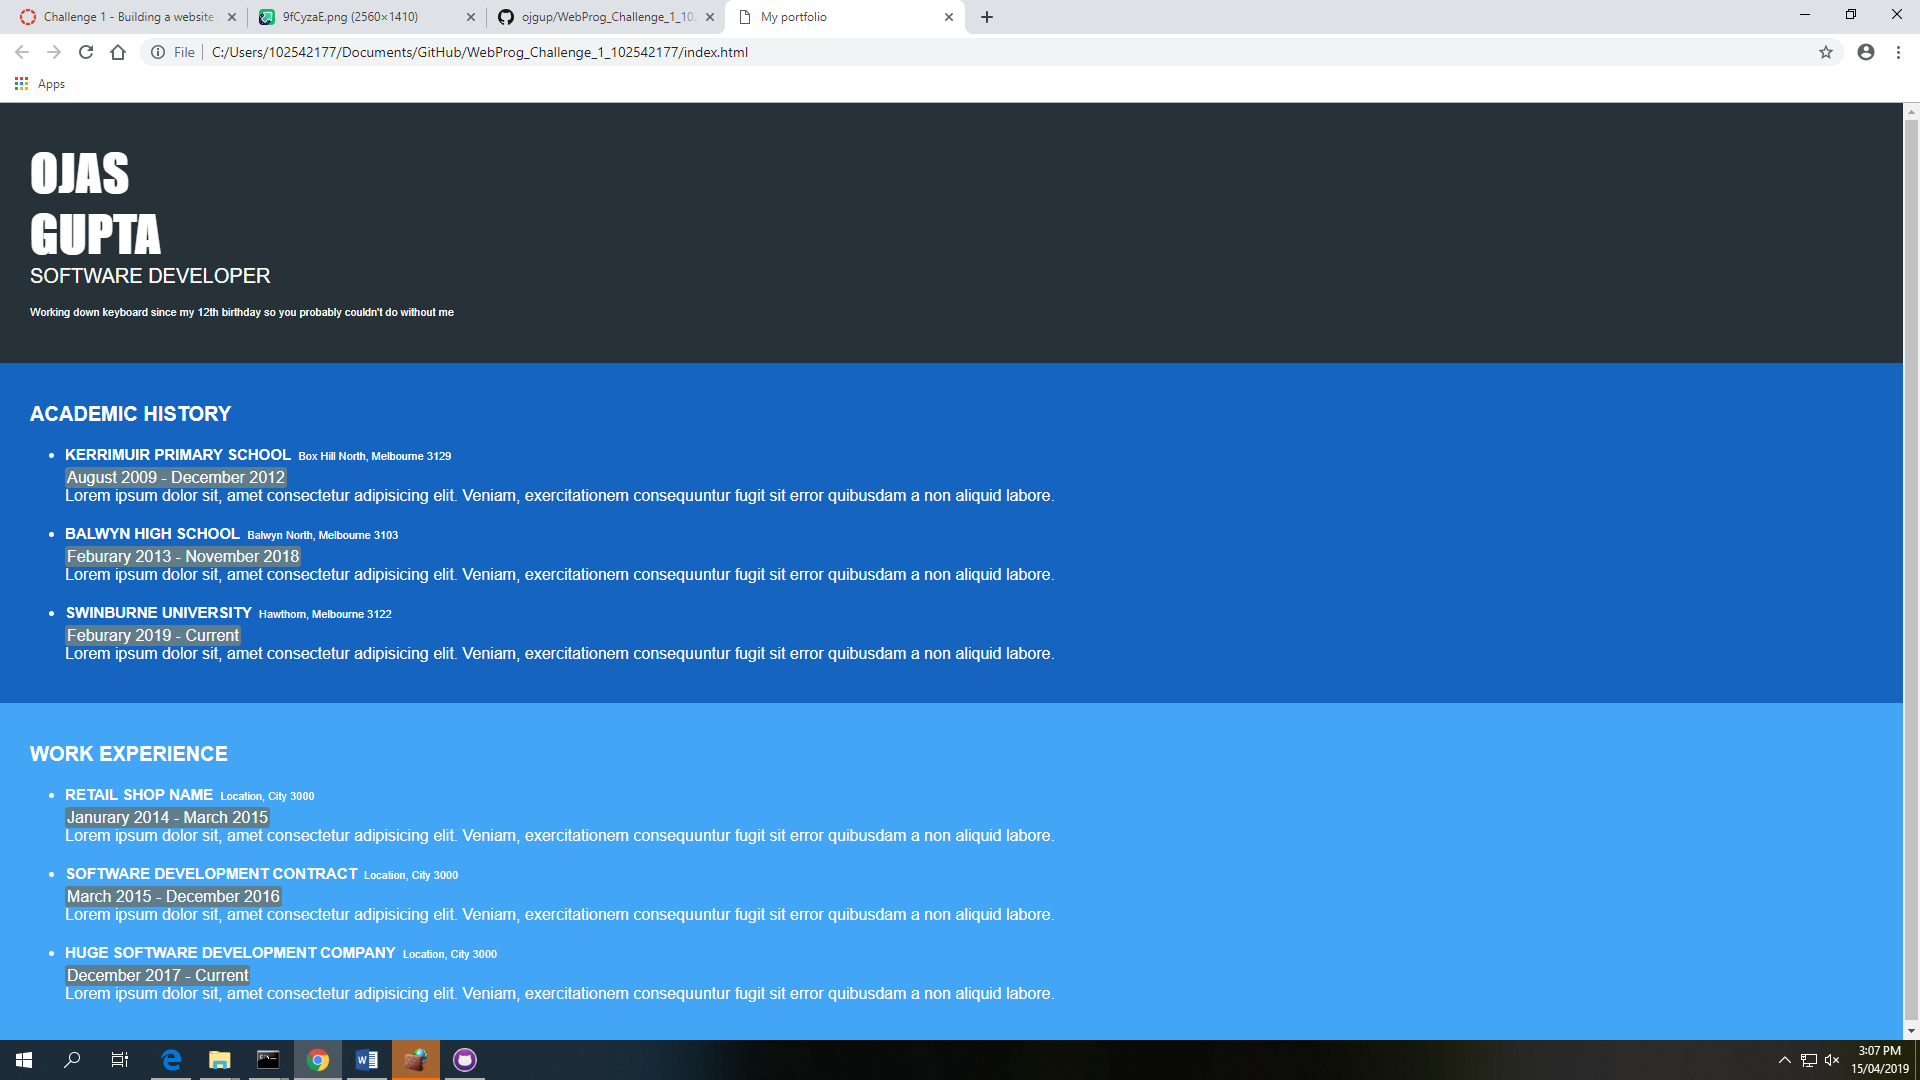 Challenge 1 - Building a website
9fCyzaE.png (2560×1410)
ojgup/WebProg_Challenge_1_10
My portfolio
File
C:/Users/102542177/Documents/GitHub/WebProg_Challenge_1_102542177/index.html
Apps
OJAS
GUPTA
SOFTWARE DEVELOPER
Working down keyboard since my 12th birthday so you probably couldn't do without me
ACADEMIC HISTORY
KERRIMUIR PRIMARY SCHOOL Box Hill North, Melbourne 3129
August 2009 - December 2012
Lorem ipsum dolor sit, amet consectetur adipisicing elit. Veniam, exercitationem consequuntur fugit sit error quibusdam a non aliquid labore.
BALWYN HIGH SCHOOL Balwyn North, Melbourne 3103
Feburary 2013 - November 2018
Lorem ipsum dolor sit, amet consectetur adipisicing elit. Veniam, exercitationem consequuntur fugit sit error quibusdam a non aliquid labore.
SWINBURNE UNIVERSITY Hawthorn, Melbourne 3122
Feburary 2019 - Current
Lorem ipsum dolor sit, amet consectetur adipisicing elit. Veniam, exercitationem consequuntur fugit sit error quibusdam a non aliquid labore.
WORK EXPERIENCE
RETAIL SHOP NAME Location, City 3000
Janurary 2014 - March 2015
Lorem ipsum dolor sit, amet consectetur adipisicing elit. Veniam, exercitationem consequuntur fugit sit error quibusdam a non aliquid labore.
SOFTWARE DEVELOPMENT CONTRACT Location, City 3000
March 2015 - December 2016
Lorem ipsum dolor sit, amet consectetur adipisicing elit. Veniam, exercitationem consequuntur fugit sit error quibusdam a non aliquid labore.
HUGE SOFTWARE DEVELOPMENT COMPANY Location, City 3000
December 2017 - Current
Lorem ipsum dolor sit, amet consectetur adipisicing elit. Veniam, exercitationem consequuntur fugit sit error quibusdam a non aliquid labore.
3:07 PM
15/04/2019